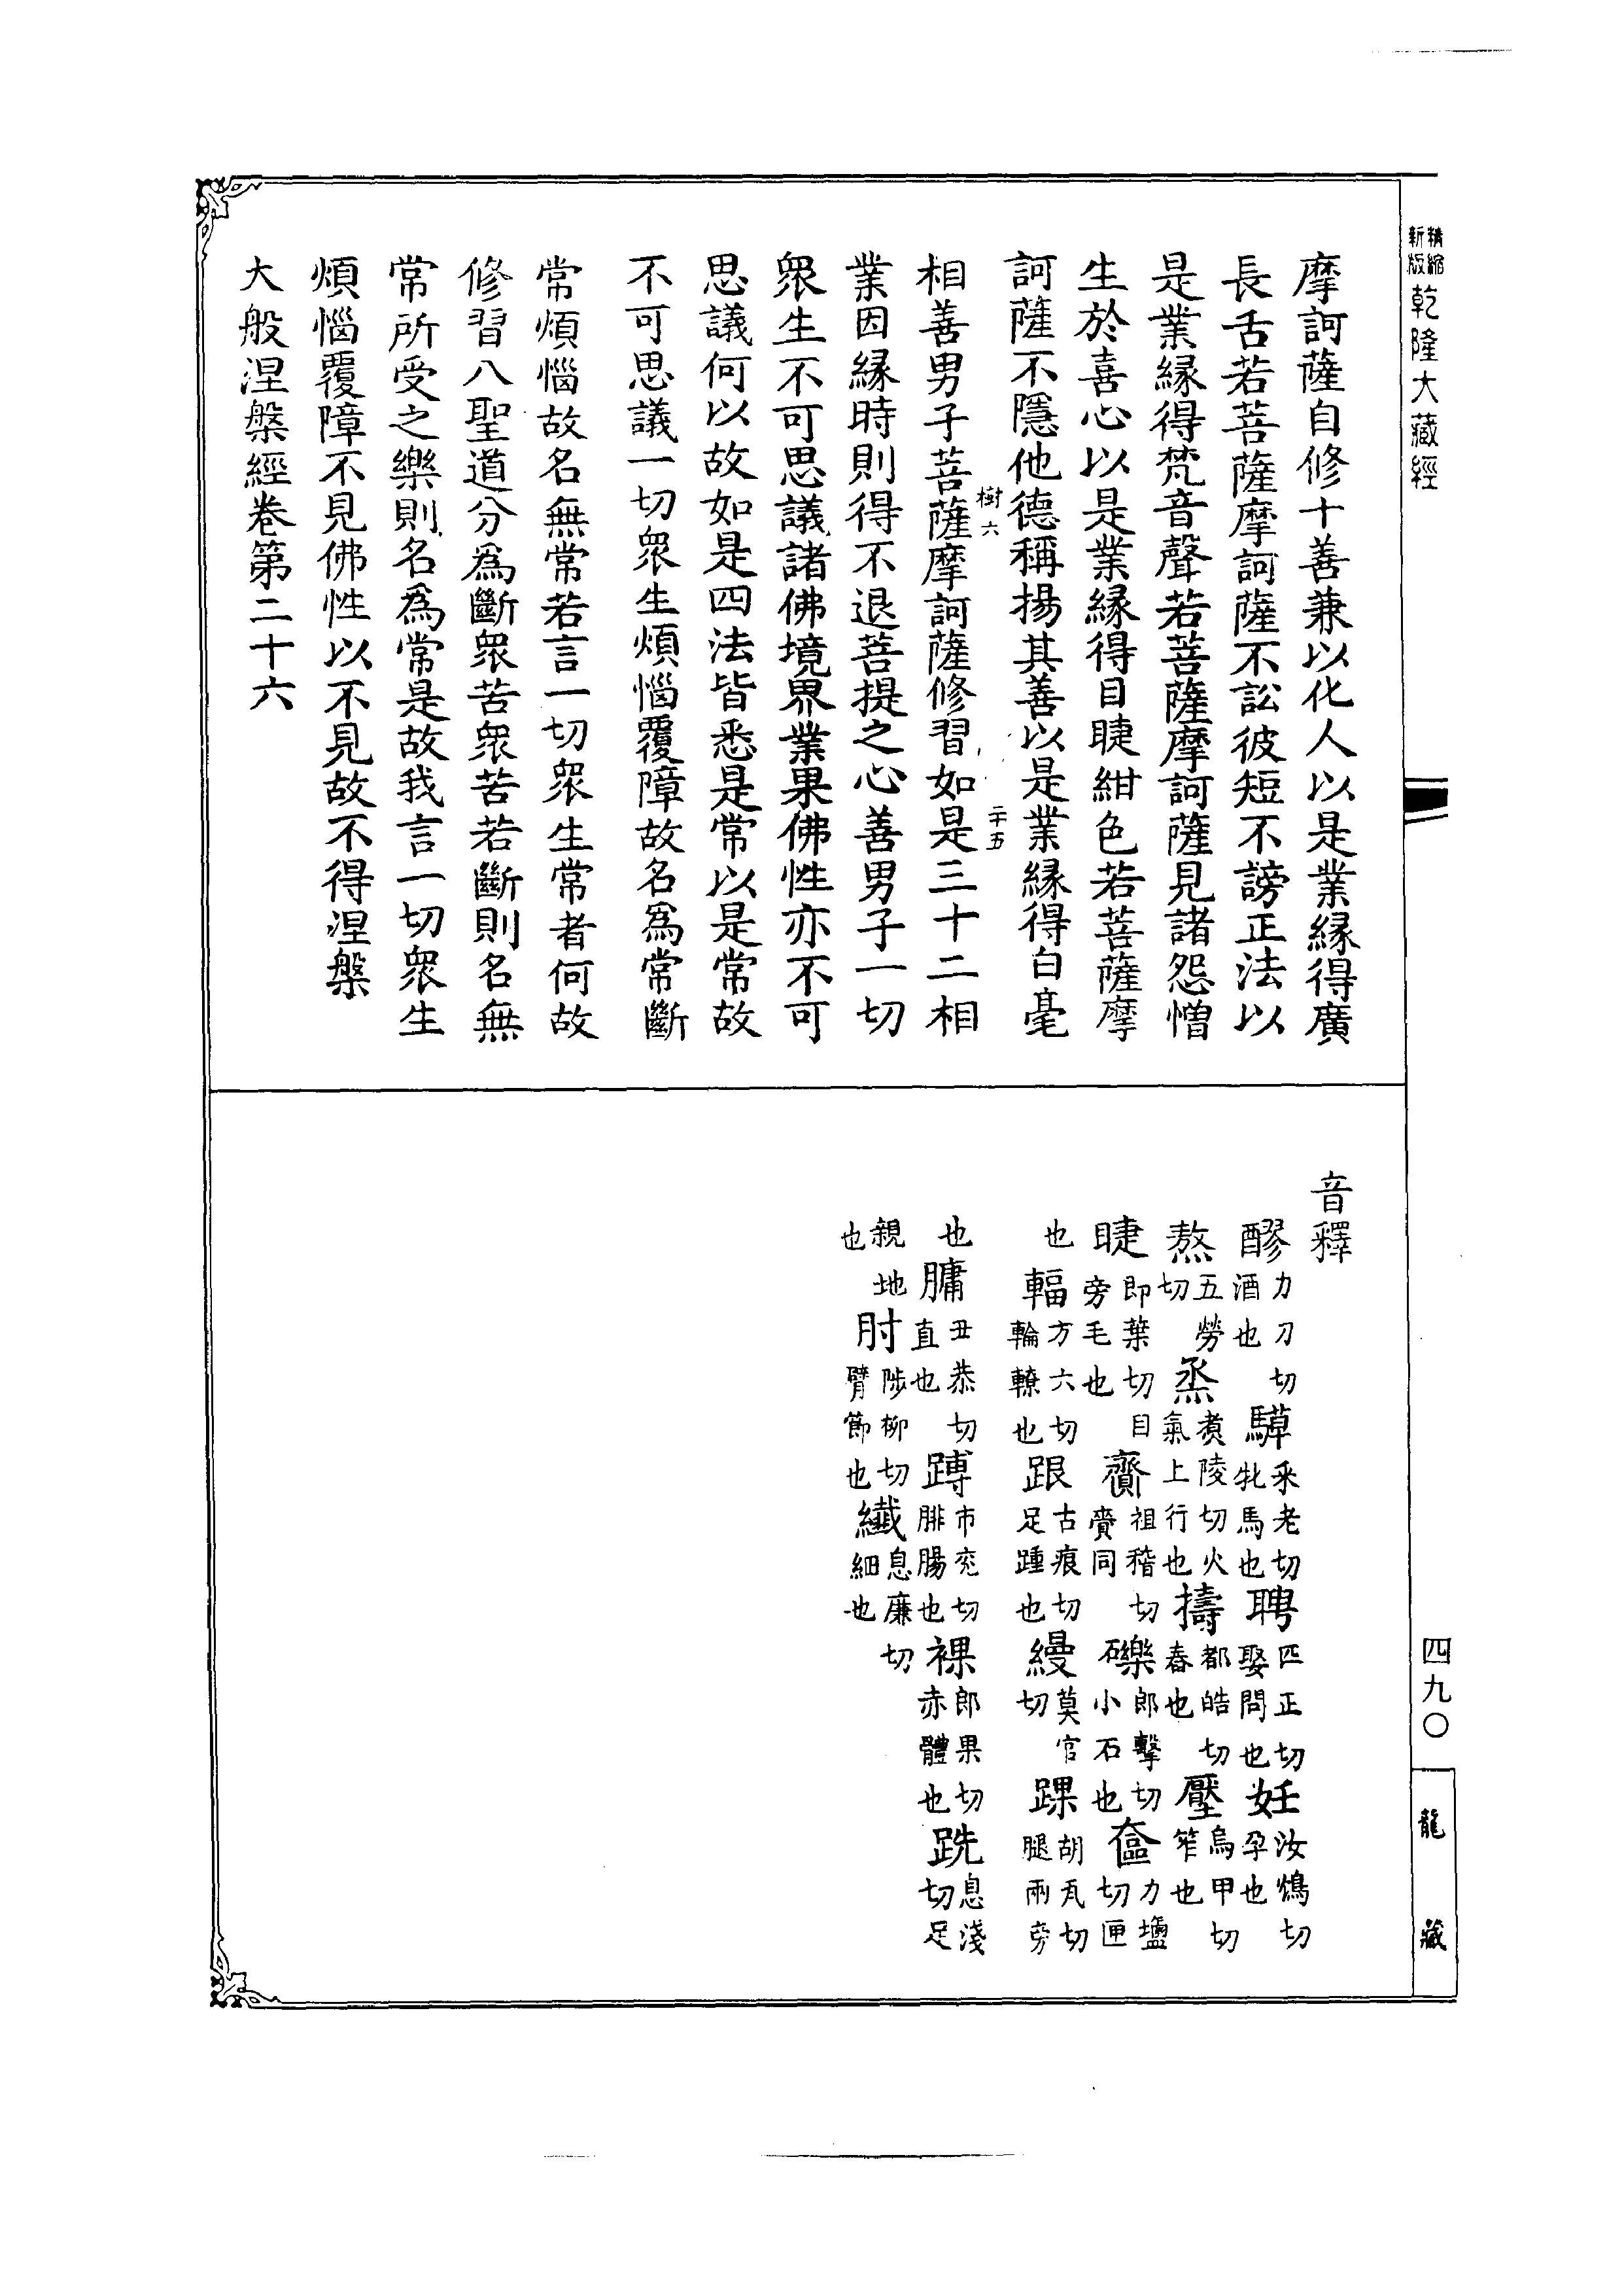 精縮
新版
乾隆大藏經
摩訶薩自修十善兼以化人以是業緣得廣
長舌若菩薩摩訶薩不訟彼短不謗正法以
是業緣得梵音聲若菩薩摩訶薩見諸怨憎
生於喜心以是業緣得目睫紺色若菩薩摩
訶薩不隱他德稱揚其善以是業緣得白毫
樹六
二十五
相善男子菩薩摩訶薩修習如是三十二相
業因緣時則得不退菩提之心善男子一切
眾生不可思議諸佛境界業果佛性亦不可
思議何以故如是四法皆悉是常以是常故
不可思議一切眾生煩惱覆障故名爲常斷
常煩惱故名無常若言一切眾生常者何故
修習八聖道分爲斷眾苦眾苦若斷則名無
常所受之樂則名爲常是故我言一切眾生
煩惱覆障不見佛性以不見故不得涅槃
大般涅槃經卷第二十六
音釋
醪力刀切酒也 騲采老切牝馬也 聘匹正切娶問也 妊汝鴆切孕也
熬五勞切 烝煑陵切火氣上行也 擣都皓切舂也 壓烏甲切笮也
睫即葉切目旁毛也 齎祖稽切賷同 礫郎擊切小石也 奩力鹽切匣
也 輻方六切輪轑也 跟古痕切足踵也 縵莫官切 踝胡瓦切腿兩旁
也 𦟛丑恭切直也 蹲市兖切腓腸也 裸郎果切赤體也 跣息淺切足
親地也 肘陟柳切臂節也 纖息廉切細也
四九〇
龍藏